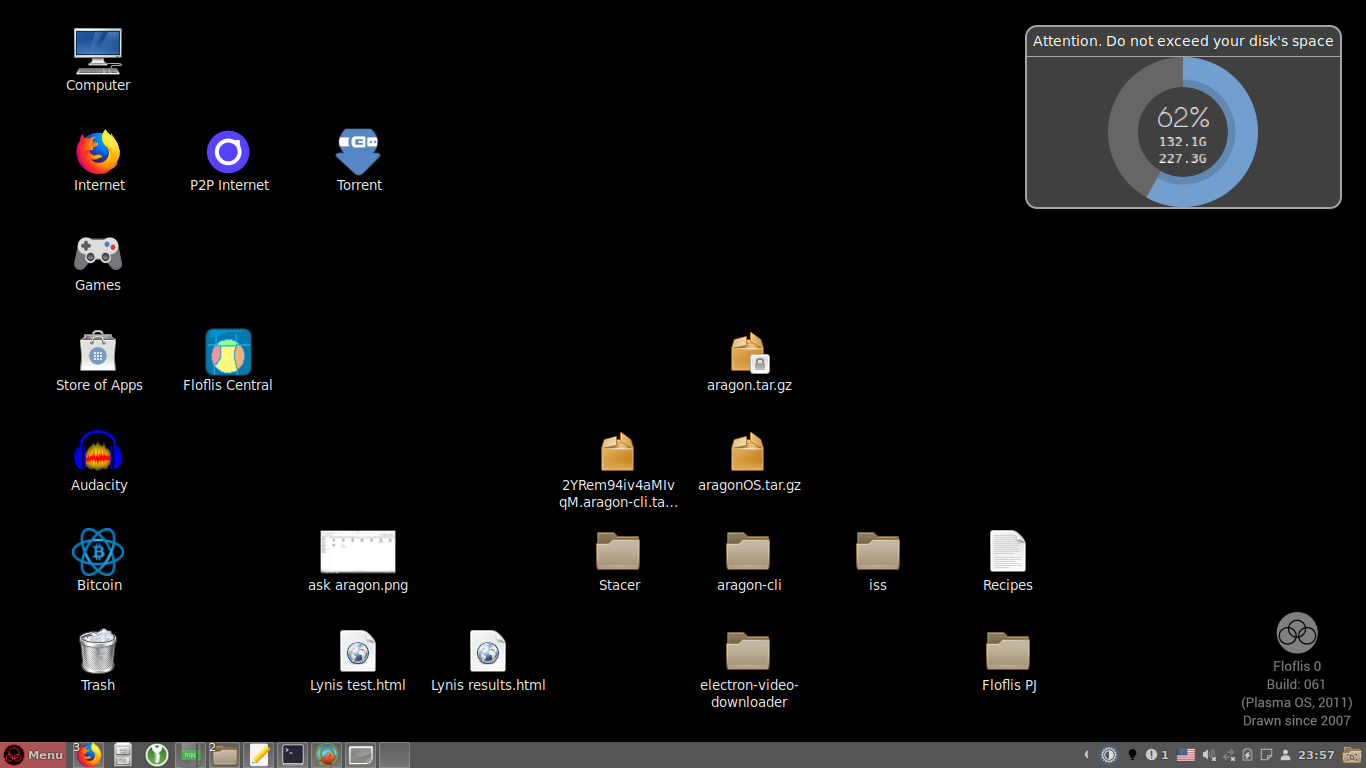 Computer
Attention. Do not exceed your disk's space
62%
132.1G
227.3G
Internet
P2P Internet
Torrent
Games
Store of Apps
Floflis Central
aragon.tar.gz
Audacity
2YRem94iv4aMIv
qM.aragon-cli.ta...
aragonOS.tar.gz
Bitcoin
ask aragon.png
Stacer
aragon-cli
iss
Recipes
Trash
Lynis test.html
Lynis results.html
electron-video-
downloader
Floflis PJ
Floflis 0
Build: 061
(Plasma OS, 2011)
Drawn since 2007
Menu
3
2
1
23:57